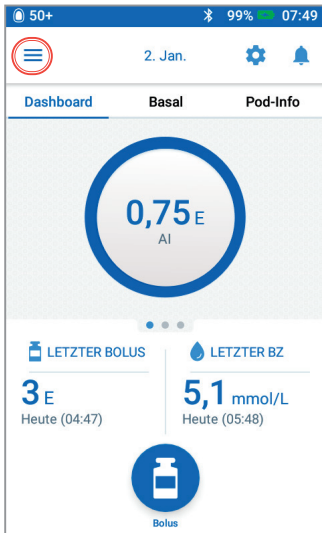 50+ 99% 07:49
2. Jan.
Dashboard Basal Pod-Info
0,75 E
AI
LETZTER BOLUS LETZTER BZ
3 E 5,1 mmol/L
Heute (04:47) Heute (05:48)
Bolus